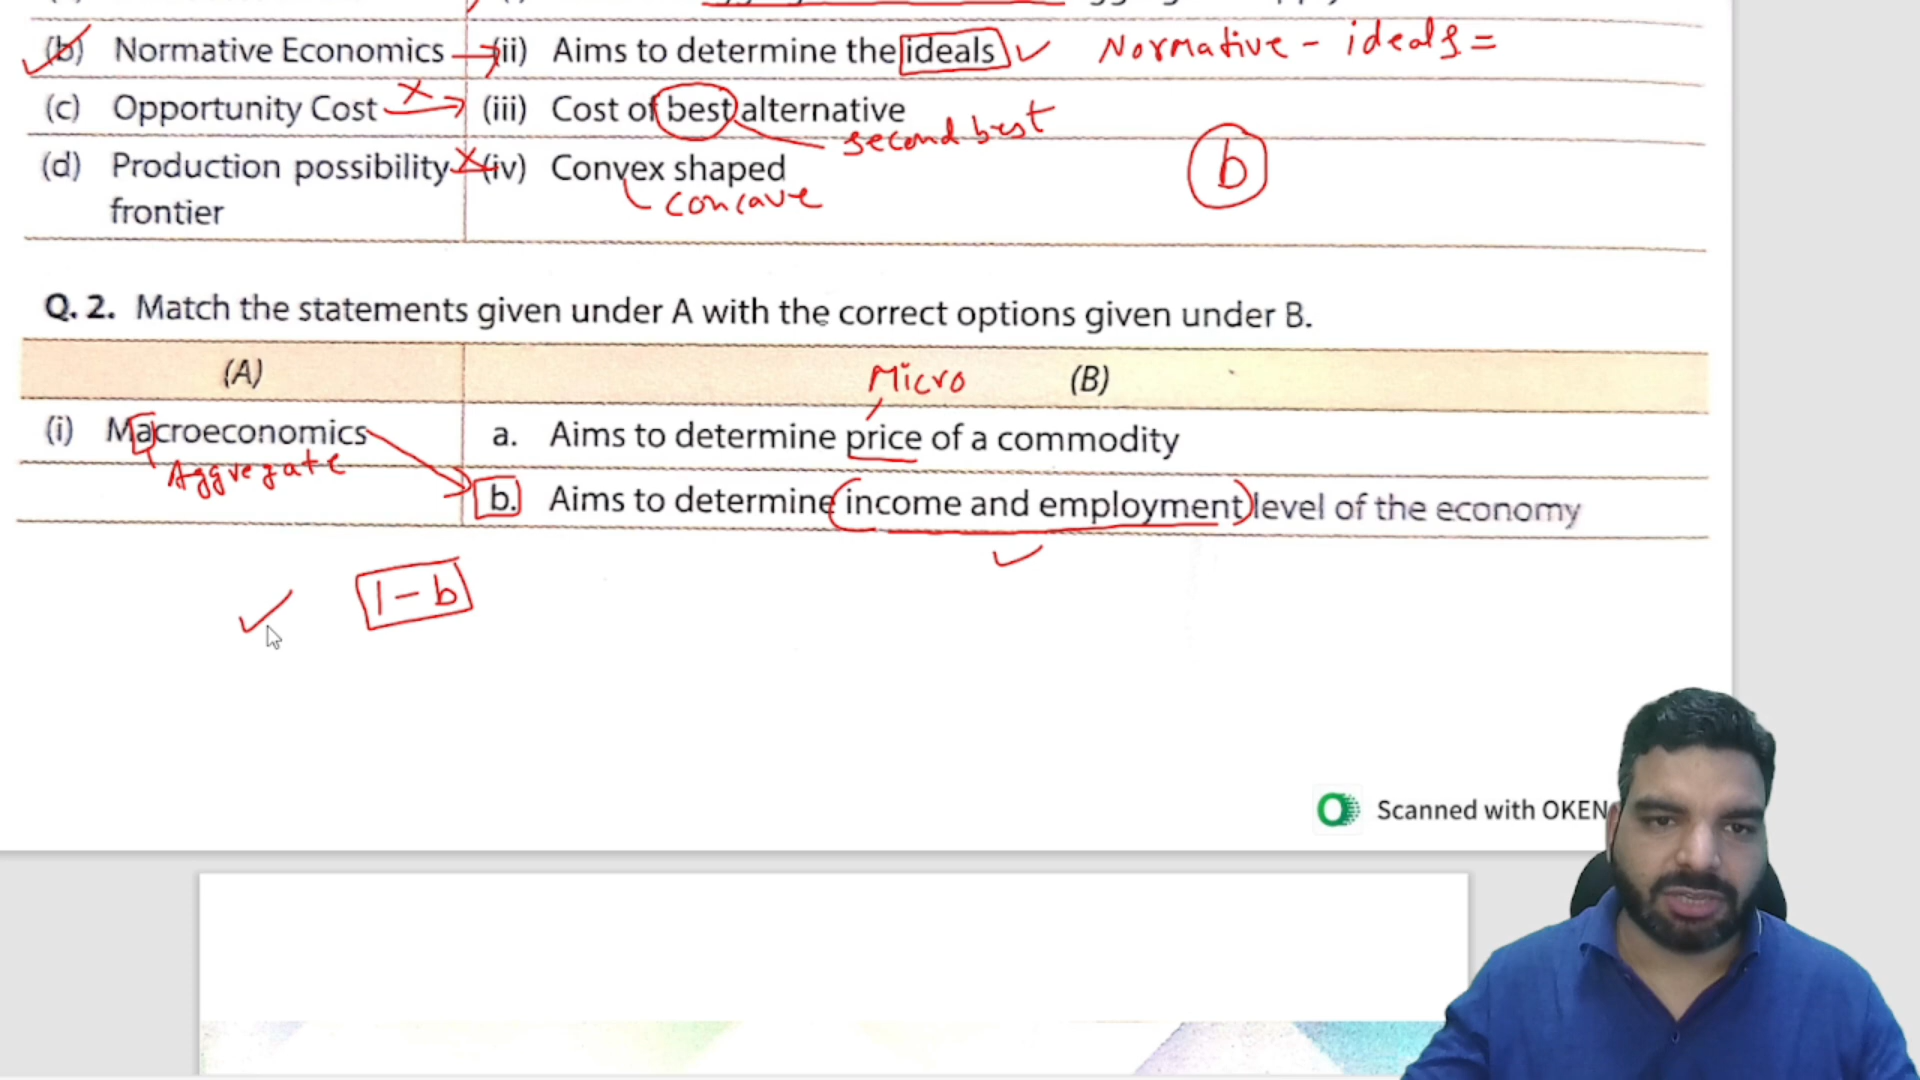 (b) Normative Economics (ii) Aims to determine the ideals Normative - ideals =
(c) Opportunity Cost (iii) Cost of best alternative
second best
(d) Production possibility (iv) Convex shaped b
frontier concave
Q. 2. Match the statements given under A with the correct options given under B.
(A) Micro (B)
(i) Macroeconomics a. Aims to determine price of a commodity
Aggregate
b. Aims to determine income and employment level of the economy
1 - b
Scanned with OKEN